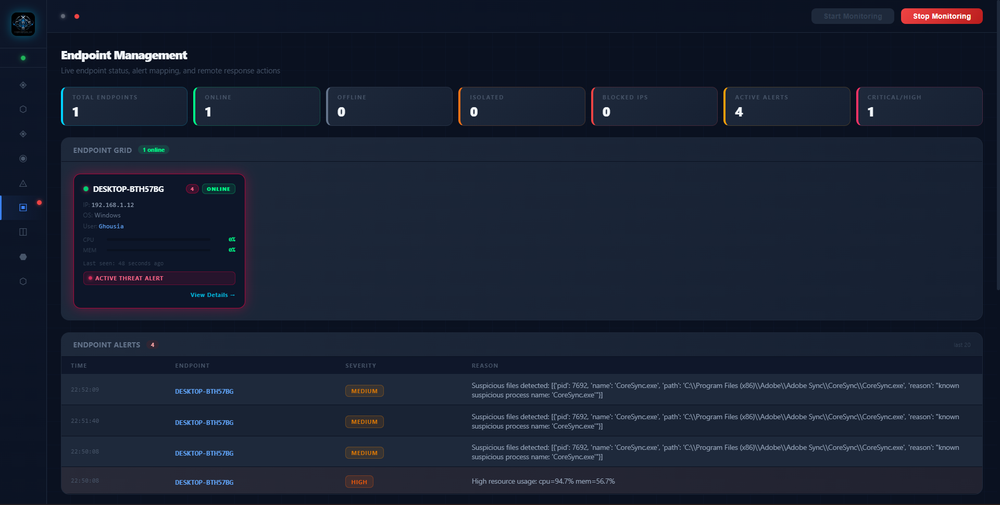 Start Monitoring
Stop Monitoring
Endpoint Management
Live endpoint status, alert mapping, and remote response actions
TOTAL ENDPOINTS
1
ONLINE
1
OFFLINE
0
ISOLATED
0
BLOCKED IPS
0
ACTIVE ALERTS
4
CRITICAL/HIGH
1
ENDPOINT GRID 1 online
DESKTOP-BTH57BG 4 ONLINE
IP: 192.168.1.12
OS: Windows
User: Ghousia
CPU 0%
MEM 0%
Last seen: 48 seconds ago
ACTIVE THREAT ALERT
View Details →
ENDPOINT ALERTS 4 last 20
TIME ENDPOINT SEVERITY REASON
22:52:09 DESKTOP-BTH57BG MEDIUM Suspicious files detected: [{'pid': 7692, 'name': 'CoreSync.exe', 'path': 'C:\\Program Files (x86)\\Adobe\\Adobe Sync\\CoreSync\\CoreSync.exe', 'reason': "known
suspicious process name: 'CoreSync.exe'"}]
22:51:40 DESKTOP-BTH57BG MEDIUM Suspicious files detected: [{'pid': 7692, 'name': 'CoreSync.exe', 'path': 'C:\\Program Files (x86)\\Adobe\\Adobe Sync\\CoreSync\\CoreSync.exe', 'reason': "known
suspicious process name: 'CoreSync.exe'"}]
22:50:08 DESKTOP-BTH57BG MEDIUM Suspicious files detected: [{'pid': 7692, 'name': 'CoreSync.exe', 'path': 'C:\\Program Files (x86)\\Adobe\\Adobe Sync\\CoreSync\\CoreSync.exe', 'reason': "known
suspicious process name: 'CoreSync.exe'"}]
22:50:08 DESKTOP-BTH57BG HIGH High resource usage: cpu=94.7% mem=56.7%